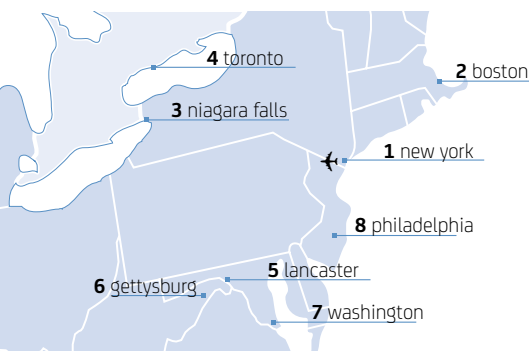 4 toronto
2 boston
3 niagara falls
1 new york
8 philadelphia
5 lancaster
6 gettysburg
7 washington